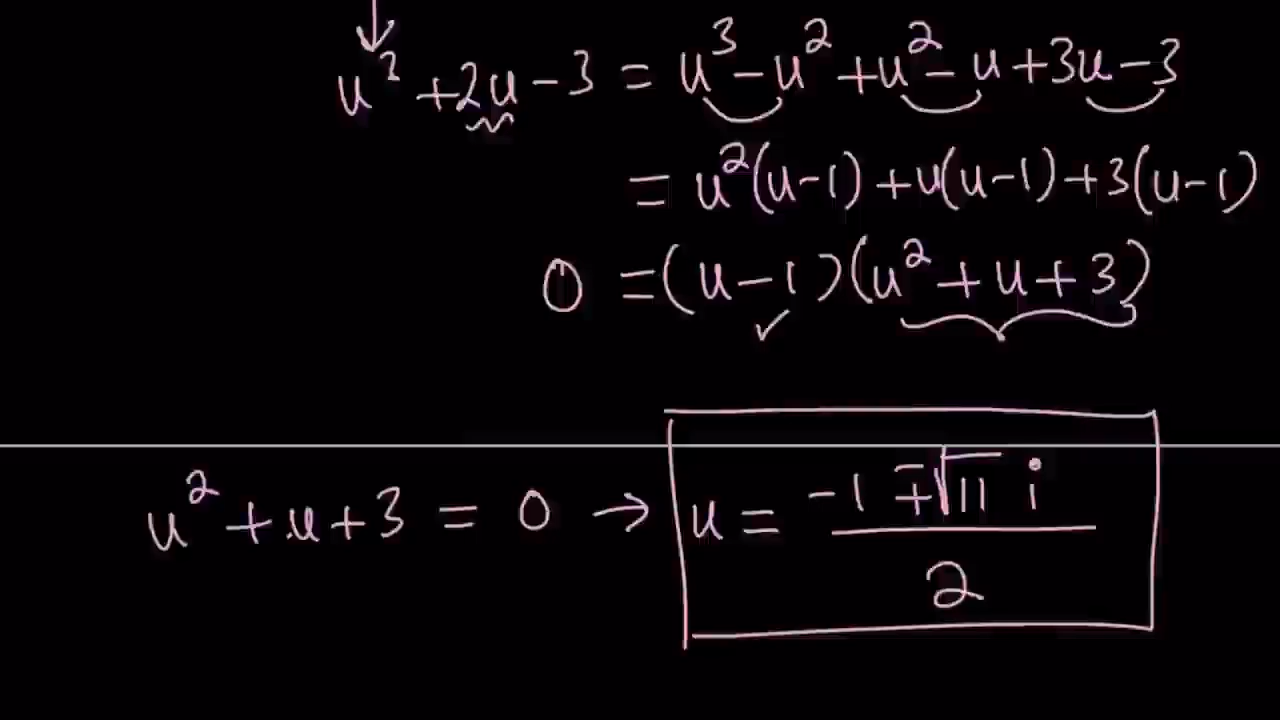 u³ + 2u - 3 = u³ - u² + u² - u + 3u - 3
= u²(u-1) + u(u-1) + 3(u-1)
0 = (u-1)(u² + u + 3)
✓
u² + u + 3 = 0 → u = (-1 ∓ √11 i)/2